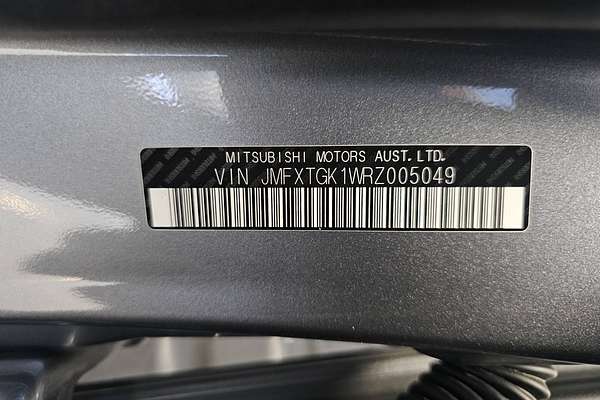 MITSUBISHI MOTORS AUST.LTD.
VIN JMFXTGK1WRZ005049